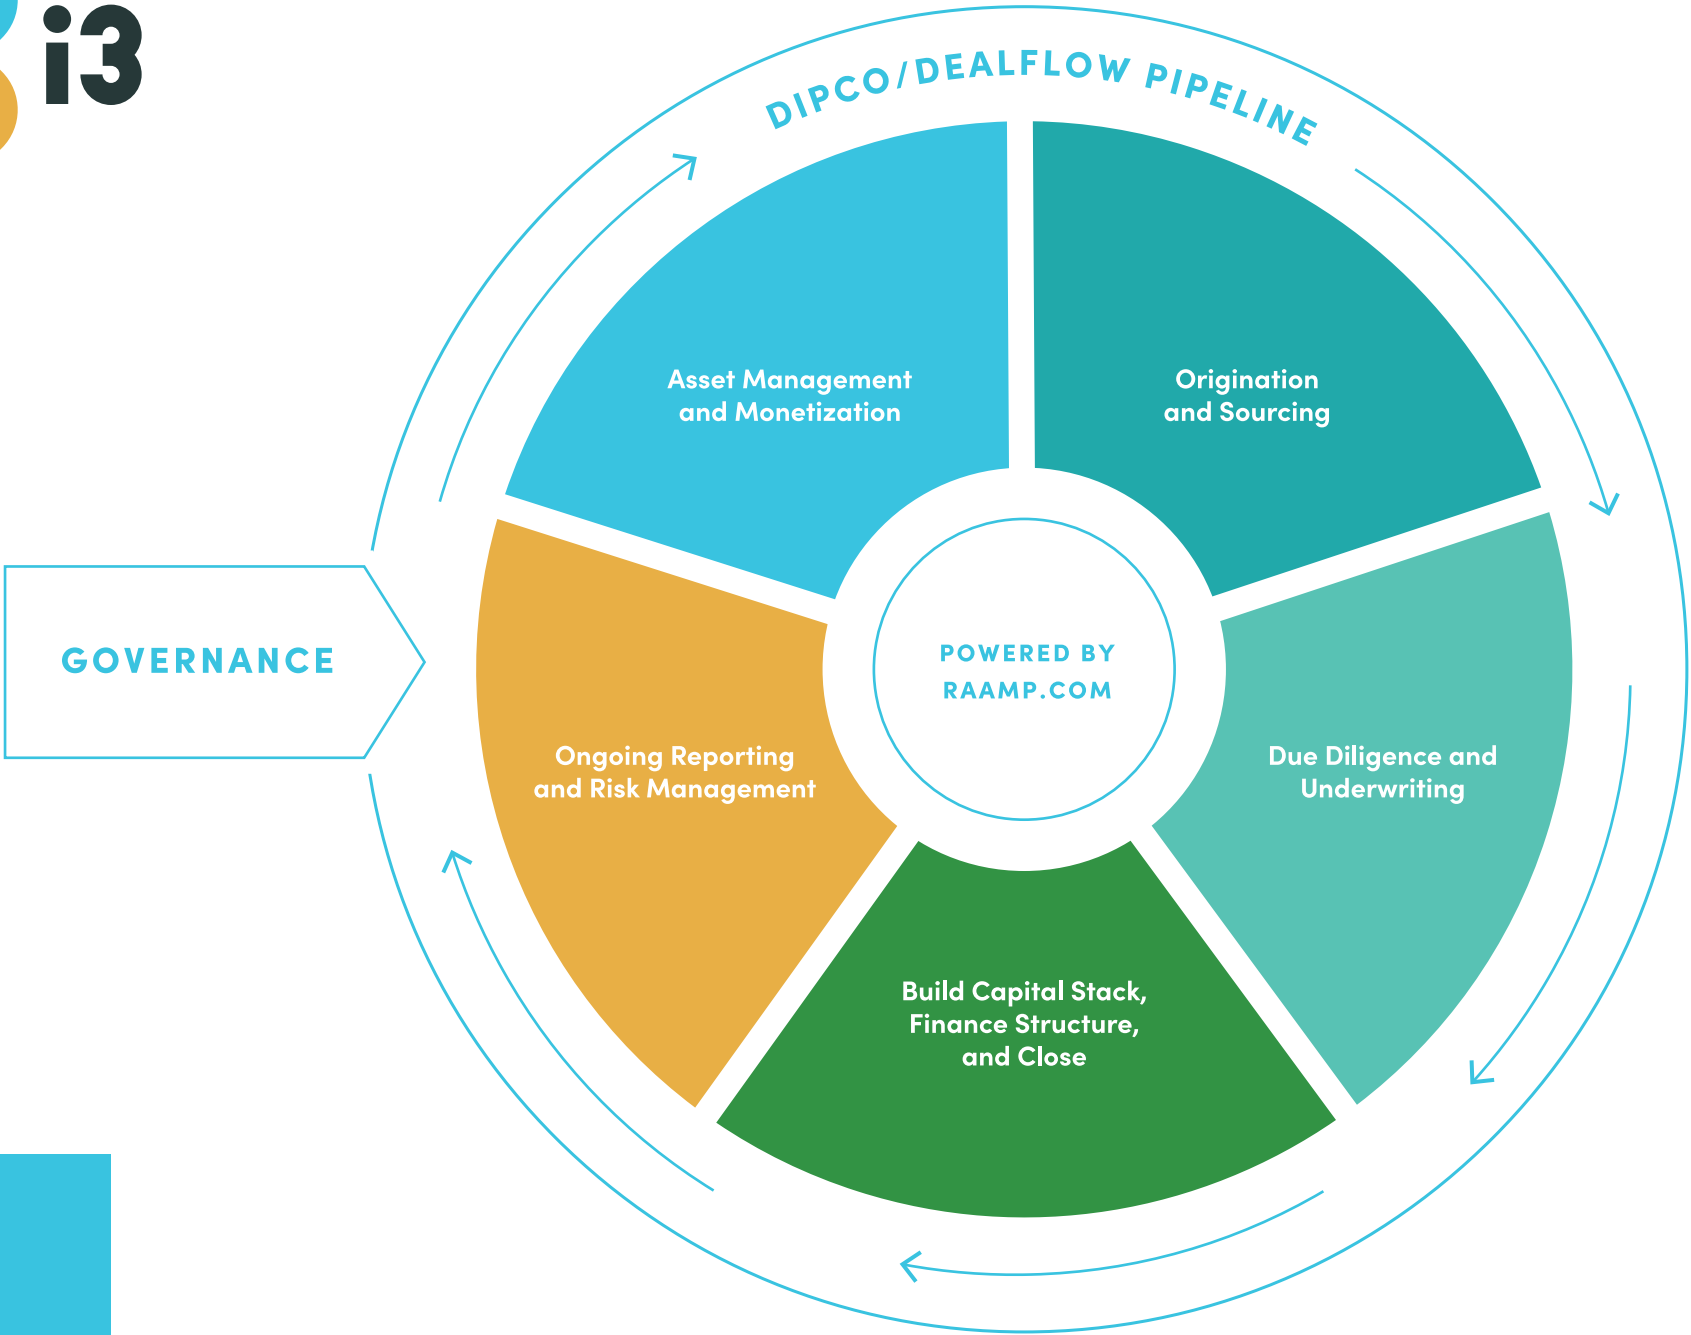 i3
DIPCO/DEALFLOW PIPELINE
Asset Management
and Monetization
Origination
and Sourcing
GOVERNANCE
POWERED BY
RAAMP.COM
Ongoing Reporting
and Risk Management
Due Diligence and
Underwriting
Build Capital Stack,
Finance Structure,
and Close